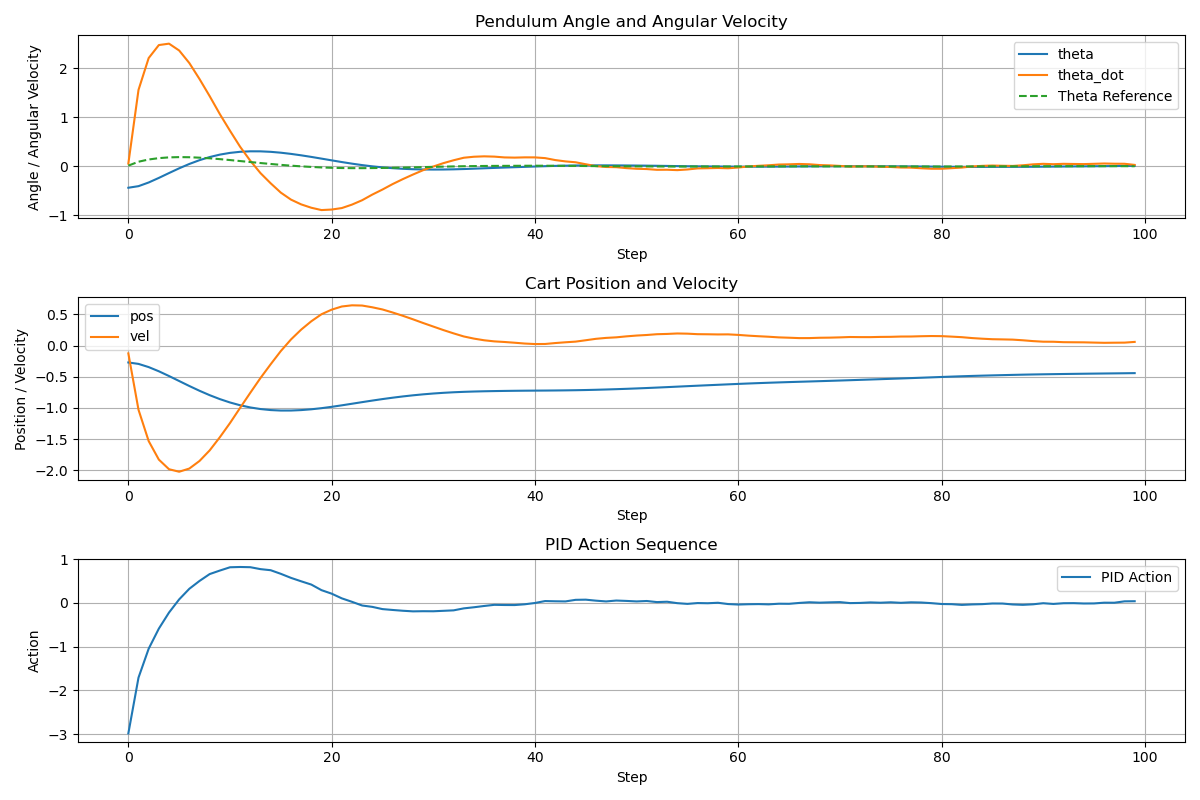 Pendulum Angle and Angular Velocity
Angle / Angular Velocity
2
1
0
−1
theta
theta_dot
Theta Reference
0 20 40 60 80 100
Step
Cart Position and Velocity
Position / Velocity
0.5
0.0
−0.5
−1.0
−1.5
−2.0
pos
vel
0 20 40 60 80 100
Step
PID Action Sequence
Action
1
0
−1
−2
−3
PID Action
0 20 40 60 80 100
Step